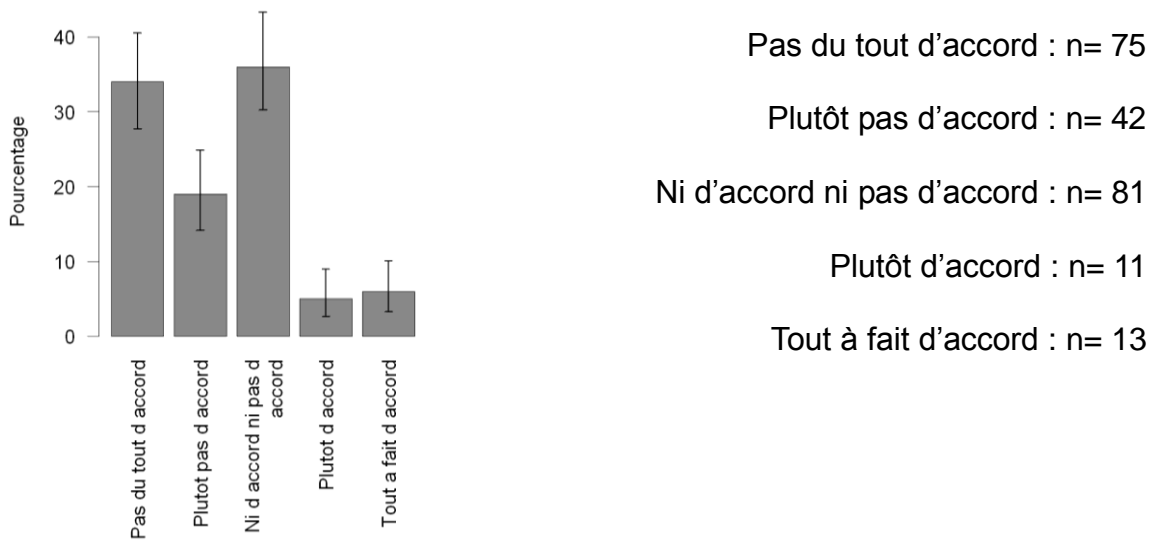 Pourcentage
40
30
20
10
0
Pas du tout d accord
Plutot pas d accord
Ni d accord ni pas d
accord
Plutot d accord
Tout a fait d accord
Pas du tout d’accord : n= 75
Plutôt pas d’accord : n= 42
Ni d’accord ni pas d’accord : n= 81
Plutôt d’accord : n= 11
Tout à fait d’accord : n= 13